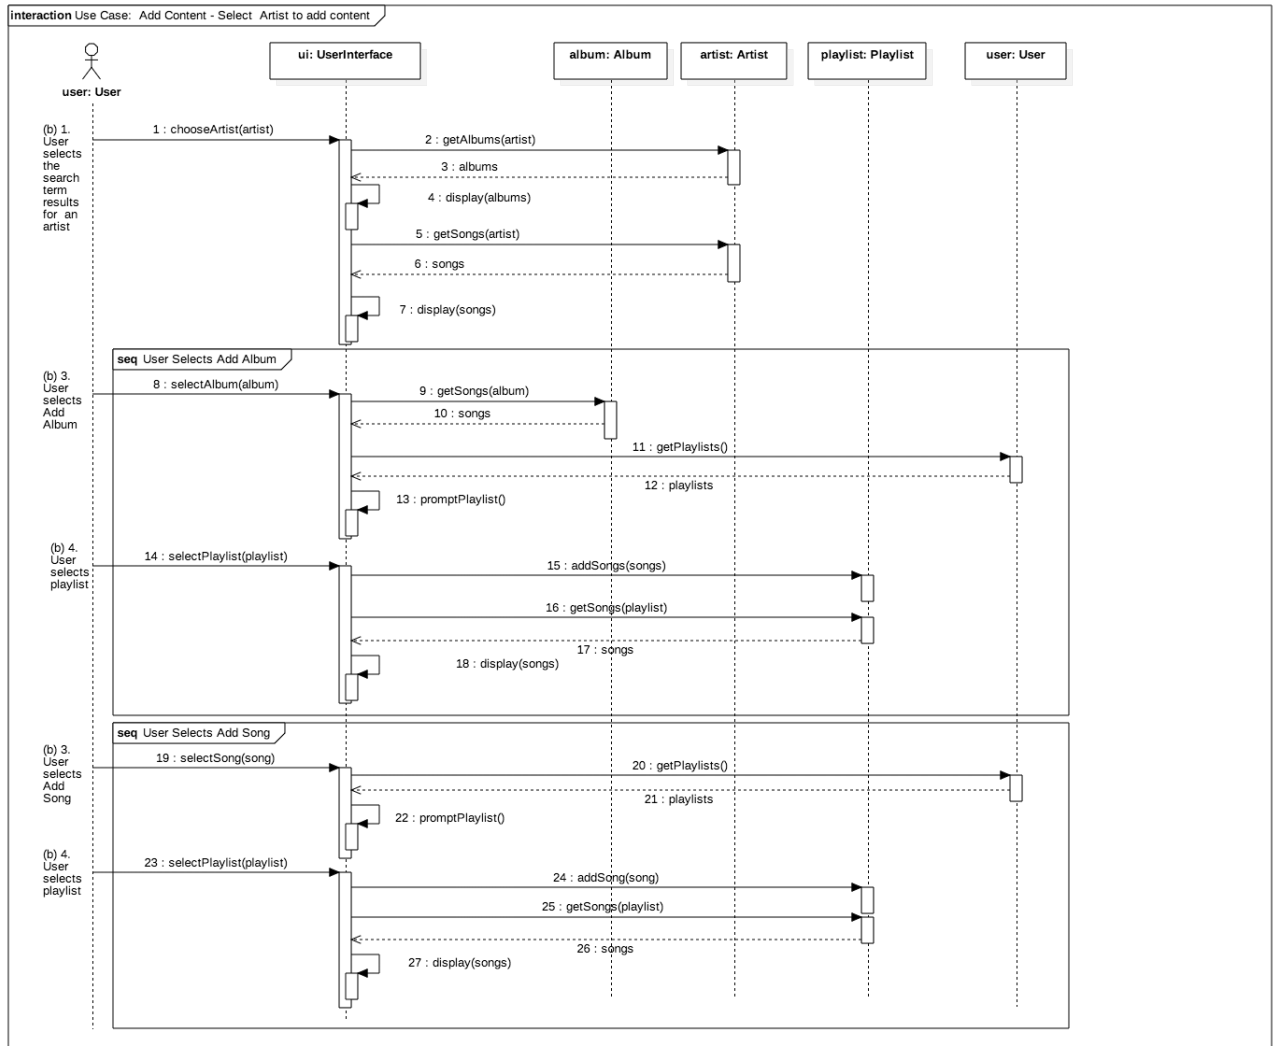 interaction Use Case: Add Content - Select Artist to add content
user: User
ui: UserInterface
album: Album
artist: Artist
playlist: Playlist
user: User
(b) 1.
User
selects
the
search
term
results
for an
artist
1 : chooseArtist(artist)
2 : getAlbums(artist)
3 : albums
4 : display(albums)
5 : getSongs(artist)
6 : songs
7 : display(songs)
seq User Selects Add Album
(b) 3.
User
selects
Add
Album
8 : selectAlbum(album)
9 : getSongs(album)
10 : songs
11 : getPlaylists()
12 : playlists
13 : promptPlaylist()
(b) 4.
User
selects
playlist
14 : selectPlaylist(playlist)
15 : addSongs(songs)
16 : getSongs(playlist)
17 : songs
18 : display(songs)
seq User Selects Add Song
(b) 3.
User
selects
Add
Song
19 : selectSong(song)
20 : getPlaylists()
21 : playlists
22 : promptPlaylist()
(b) 4.
User
selects
playlist
23 : selectPlaylist(playlist)
24 : addSong(song)
25 : getSongs(playlist)
26 : songs
27 : display(songs)